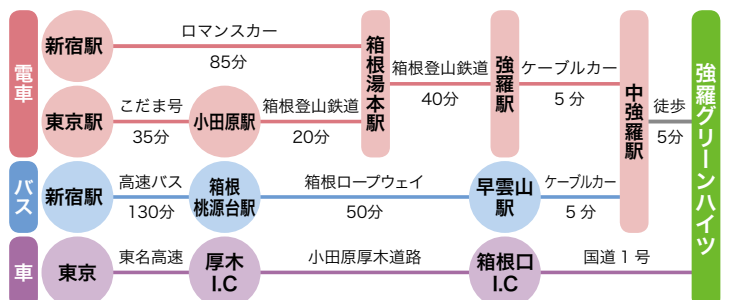 電車
新宿駅
ロマンスカー
85分
東京駅
こだま号
35分
小田原駅
箱根登山鉄道
20分
箱根湯本駅
箱根登山鉄道
40分
強羅駅
ケーブルカー
5分
中強羅駅
徒歩
5分
強羅グリーンハイツ
バス
新宿駅
高速バス
130分
箱根
桃源台駅
箱根ロープウェイ
50分
早雲山
駅
ケーブルカー
5分
車
東京
東名高速
厚木
I.C
小田原厚木道路
箱根口
I.C
国道1号